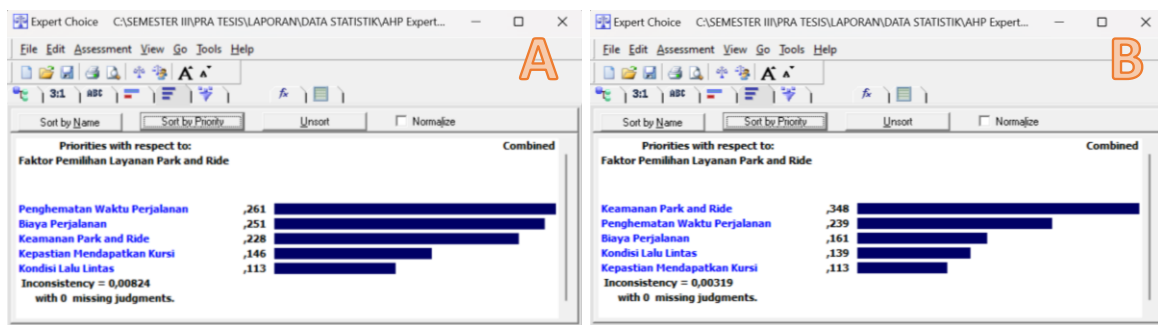 Expert Choice C:\SEMESTER III\PRA TESIS\LAPORAN\DATA STATISTIK\AHP Expert...
File Edit Assessment View Go Tools Help
A
A A
3:1 ABC fx
Sort by Name Sort by Priority Unsort Normalize
Priorities with respect to: Combined
Faktor Pemilihan Layanan Park and Ride
Penghematan Waktu Perjalanan ,261
Biaya Perjalanan ,251
Keamanan Park and Ride ,228
Kepastian Mendapatkan Kursi ,146
Kondisi Lalu Lintas ,113
Inconsistency = 0,00824
with 0 missing judgments.
Expert Choice C:\SEMESTER III\PRA TESIS\LAPORAN\DATA STATISTIK\AHP Expert...
File Edit Assessment View Go Tools Help
B
A A
3:1 ABC fx
Sort by Name Sort by Priority Unsort Normalize
Priorities with respect to: Combined
Faktor Pemilihan Layanan Park and Ride
Keamanan Park and Ride ,348
Penghematan Waktu Perjalanan ,239
Biaya Perjalanan ,161
Kondisi Lalu Lintas ,139
Kepastian Mendapatkan Kursi ,113
Inconsistency = 0,00319
with 0 missing judgments.